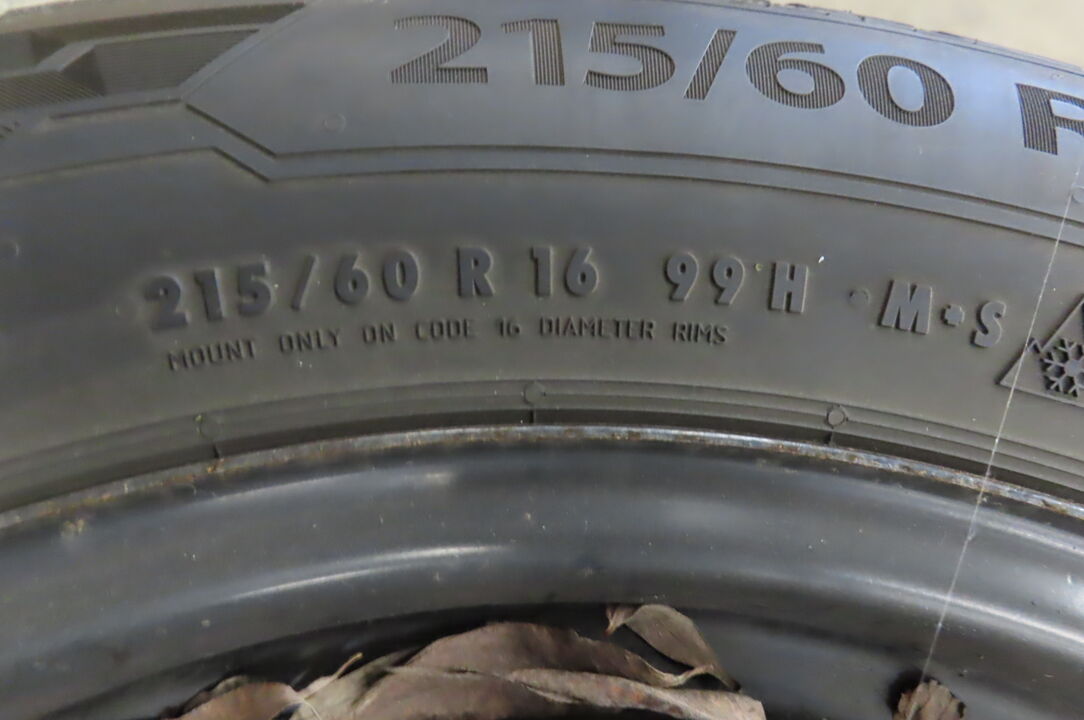 215/60 R
215/60 R 16 99 H · M+S
MOUNT ONLY ON CODE 16 DIAMETER RIMS